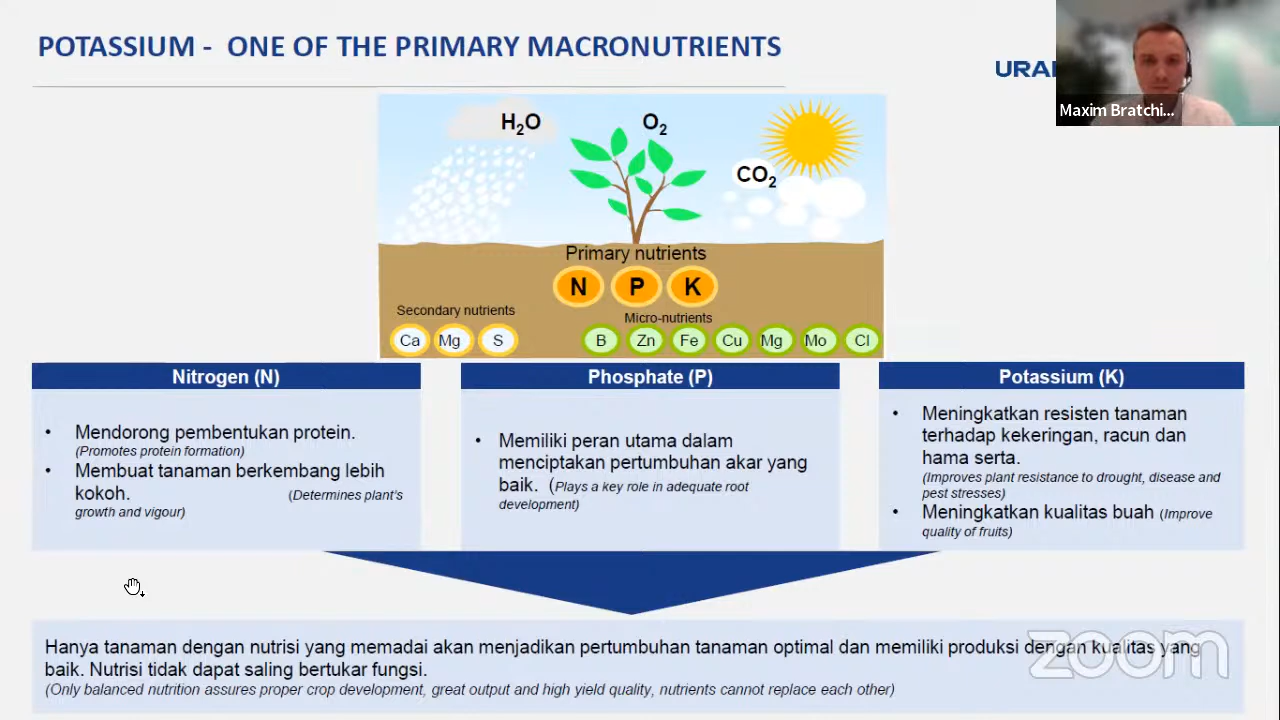 POTASSIUM - ONE OF THE PRIMARY MACRONUTRIENTS
Maxim Bratchi...
H2O
O2
CO2
Primary nutrients
N P K
Secondary nutrients
Micro-nutrients
Ca Mg S
B Zn Fe Cu Mg Mo Cl
Nitrogen (N)
• Mendorong pembentukan protein.
(Promotes protein formation)
• Membuat tanaman berkembang lebih
kokoh. (Determines plant's
growth and vigour)
Phosphate (P)
• Memiliki peran utama dalam
menciptakan pertumbuhan akar yang
baik. (Plays a key role in adequate root
development)
Potassium (K)
• Meningkatkan resisten tanaman
terhadap kekeringan, racun dan
hama serta.
(Improves plant resistance to drought, disease and
pest stresses)
• Meningkatkan kualitas buah (Improve
quality of fruits)
Hanya tanaman dengan nutrisi yang memadai akan menjadikan pertumbuhan tanaman optimal dan memiliki produksi dengan kualitas yang
baik. Nutrisi tidak dapat saling bertukar fungsi.
(Only balanced nutrition assures proper crop development, great output and high yield quality, nutrients cannot replace each other)
zoom